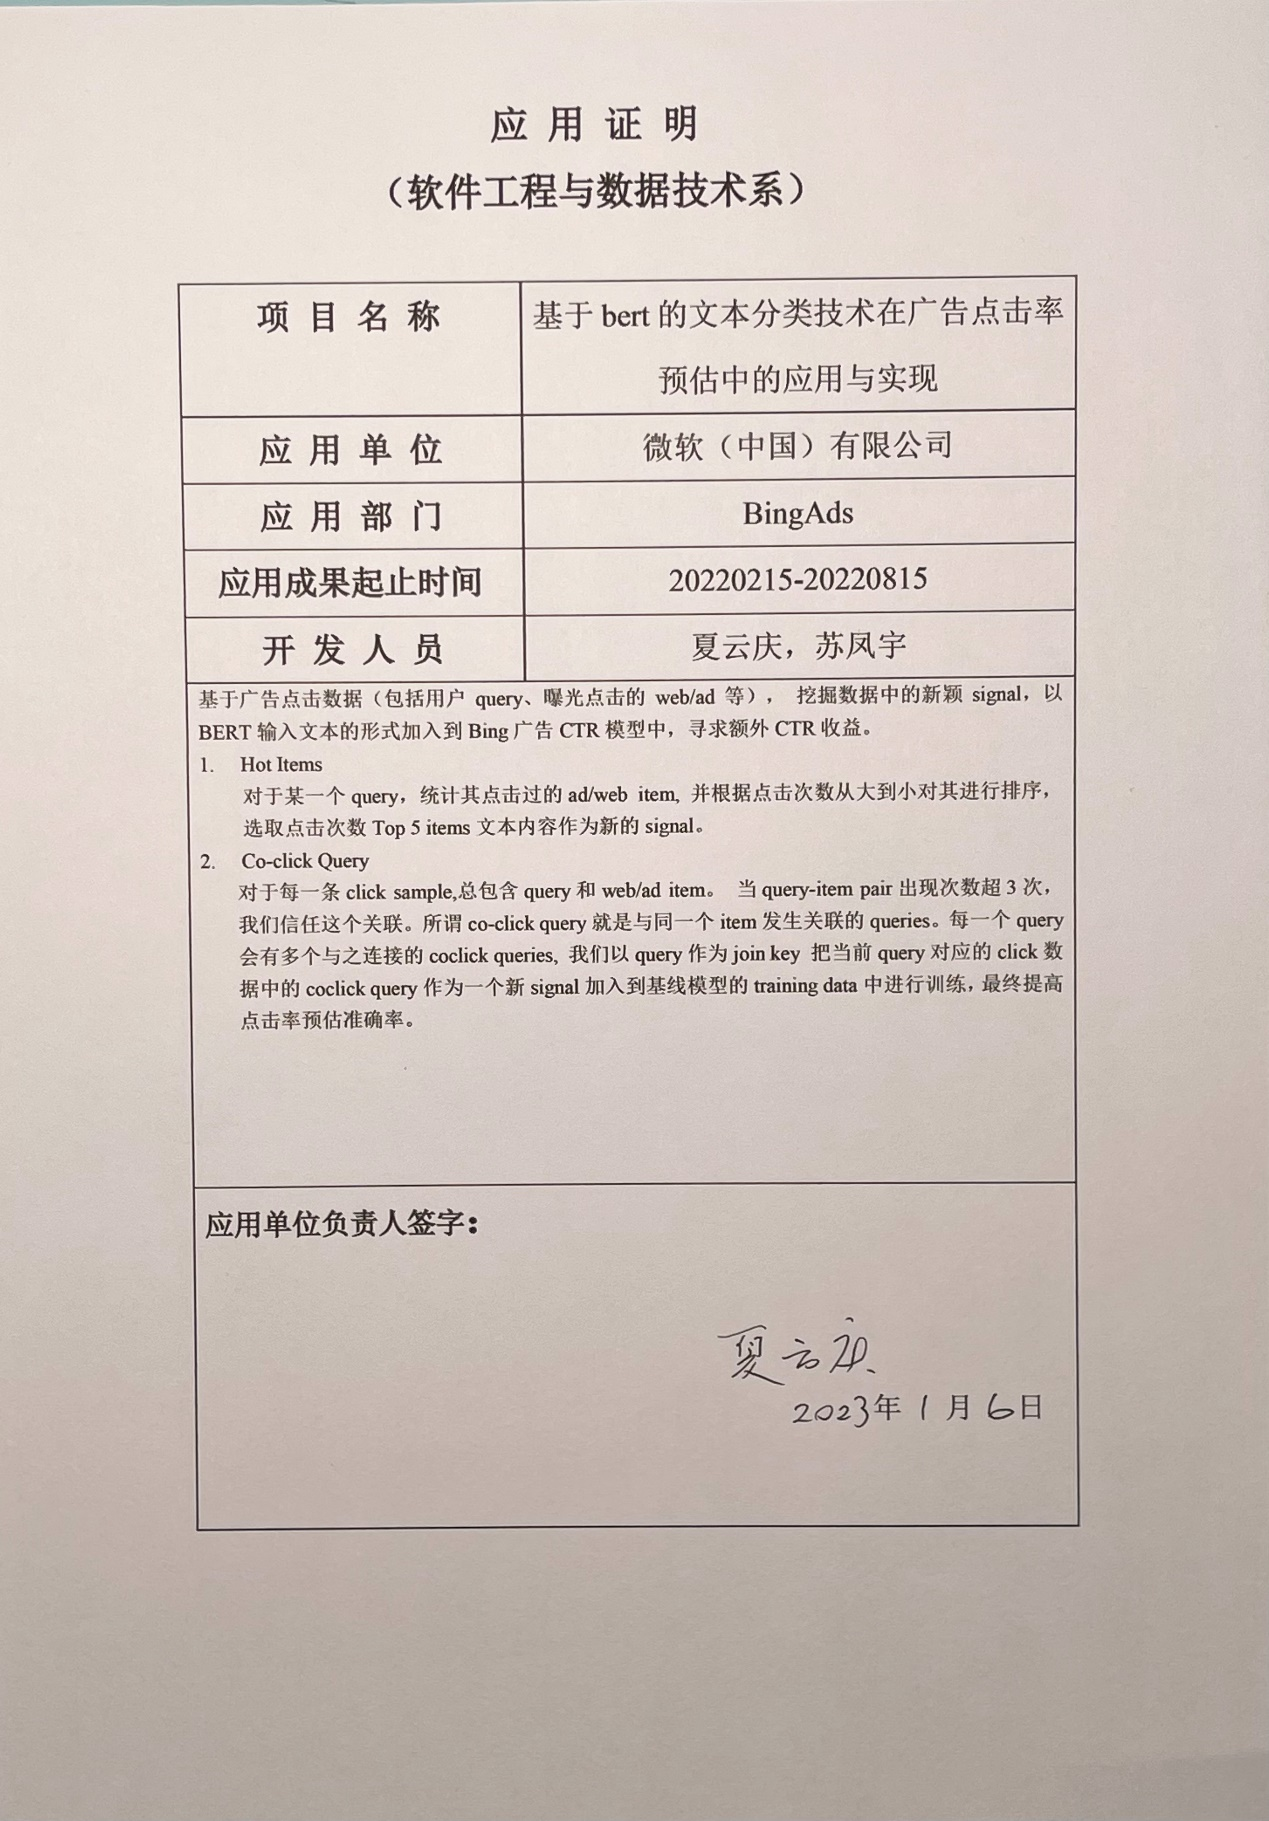 应 用 证 明
（软件工程与数据技术系）
项 目 名 称
基于 bert 的文本分类技术在广告点击率
预估中的应用与实现
应 用 单 位
微软（中国）有限公司
应 用 部 门
BingAds
应用成果起止时间
20220215-20220815
开 发 人 员
夏云庆，苏凤宇
基于广告点击数据（包括用户 query、曝光点击的 web/ad 等）， 挖掘数据中的新颖 signal，以
BERT 输入文本的形式加入到 Bing 广告 CTR 模型中，寻求额外 CTR 收益。
1. Hot Items
对于某一个 query，统计其点击过的 ad/web item, 并根据点击次数从大到小对其进行排序，
选取点击次数 Top 5 items 文本内容作为新的 signal。
2. Co-click Query
对于每一条 click sample,总包含 query 和 web/ad item。 当 query-item pair 出现次数超 3 次，
我们信任这个关联。所谓 co-click query 就是与同一个 item 发生关联的 queries。每一个 query
会有多个与之连接的 coclick queries, 我们以 query 作为 join key 把当前 query 对应的 click 数
据中的 coclick query 作为一个新 signal 加入到基线模型的 training data 中进行训练，最终提高
点击率预估准确率。
应用单位负责人签字：
夏云庆
2023年 1 月 6日